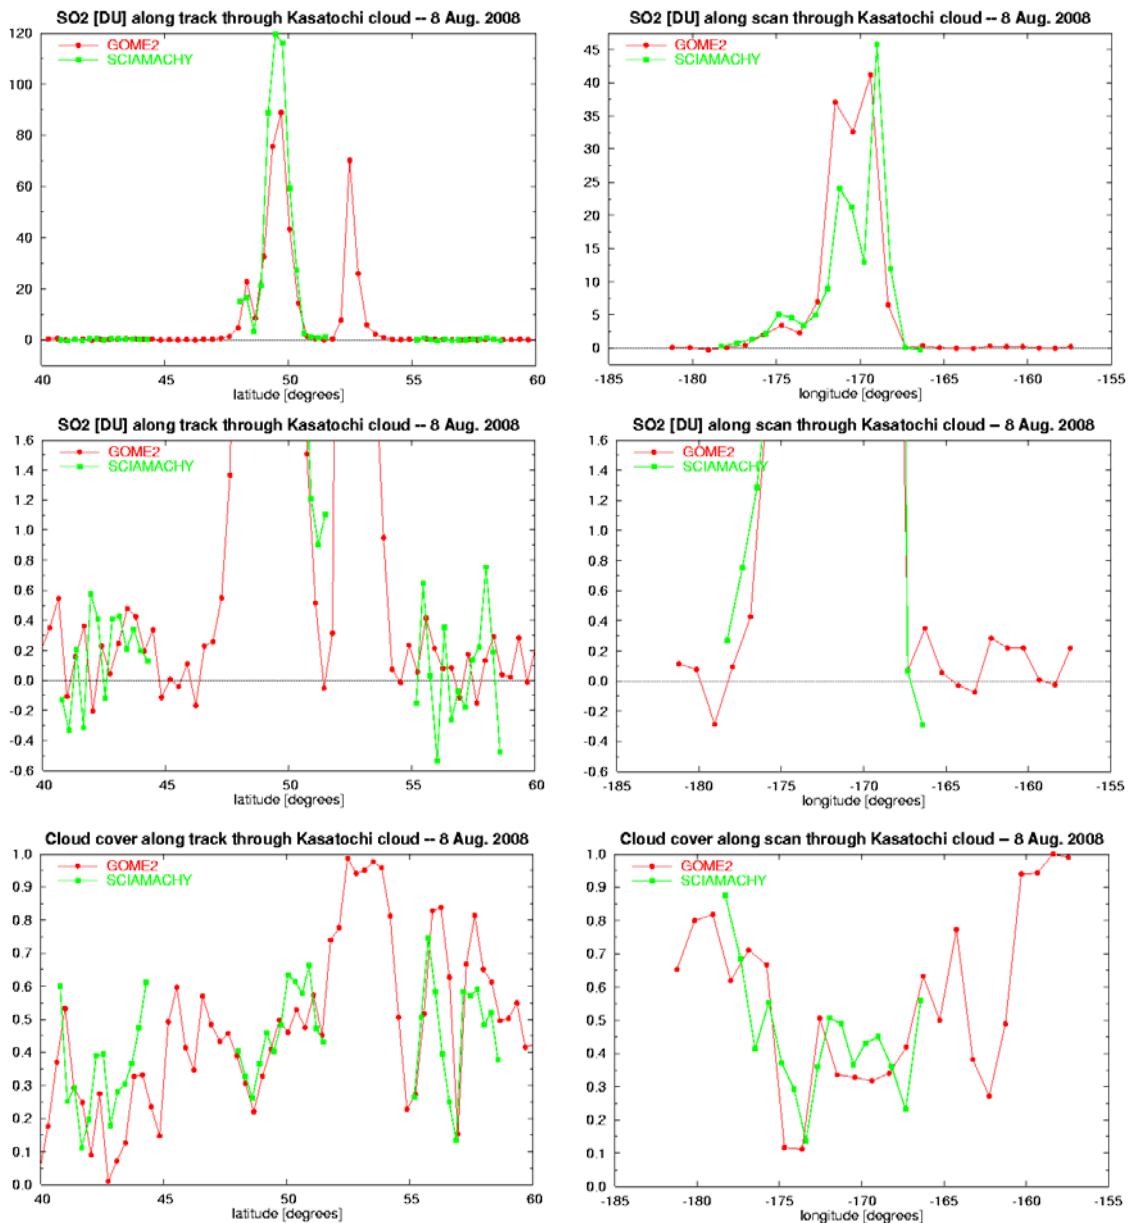 SO2 [DU] along track through Kasatochi cloud -- 8 Aug. 2008
GOME2
SCIAMACHY
120
100
80
60
40
20
0
40 45 50 55 60
latitude [degrees]
SO2 [DU] along scan through Kasatochi cloud -- 8 Aug. 2008
GOME2
SCIAMACHY
45
40
35
30
25
20
15
10
5
0
-185 -180 -175 -170 -165 -160 -155
longitude [degrees]
SO2 [DU] along track through Kasatochi cloud -- 8 Aug. 2008
GOME2
SCIAMACHY
1.6
1.4
1.2
1.0
0.8
0.6
0.4
0.2
0.0
-0.2
-0.4
-0.6
40 45 50 55 60
latitude [degrees]
SO2 [DU] along scan through Kasatochi cloud -- 8 Aug. 2008
GOME2
SCIAMACHY
1.6
1.4
1.2
1.0
0.8
0.6
0.4
0.2
0.0
-0.2
-0.4
-0.6
-185 -180 -175 -170 -165 -160 -155
longitude [degrees]
Cloud cover along track through Kasatochi cloud -- 8 Aug. 2008
GOME2
SCIAMACHY
1.0
0.9
0.8
0.7
0.6
0.5
0.4
0.3
0.2
0.1
0.0
40 45 50 55 60
latitude [degrees]
Cloud cover along scan through Kasatochi cloud -- 8 Aug. 2008
GOME2
SCIAMACHY
1.0
0.9
0.8
0.7
0.6
0.5
0.4
0.3
0.2
0.1
0.0
-185 -180 -175 -170 -165 -160 -155
longitude [degrees]